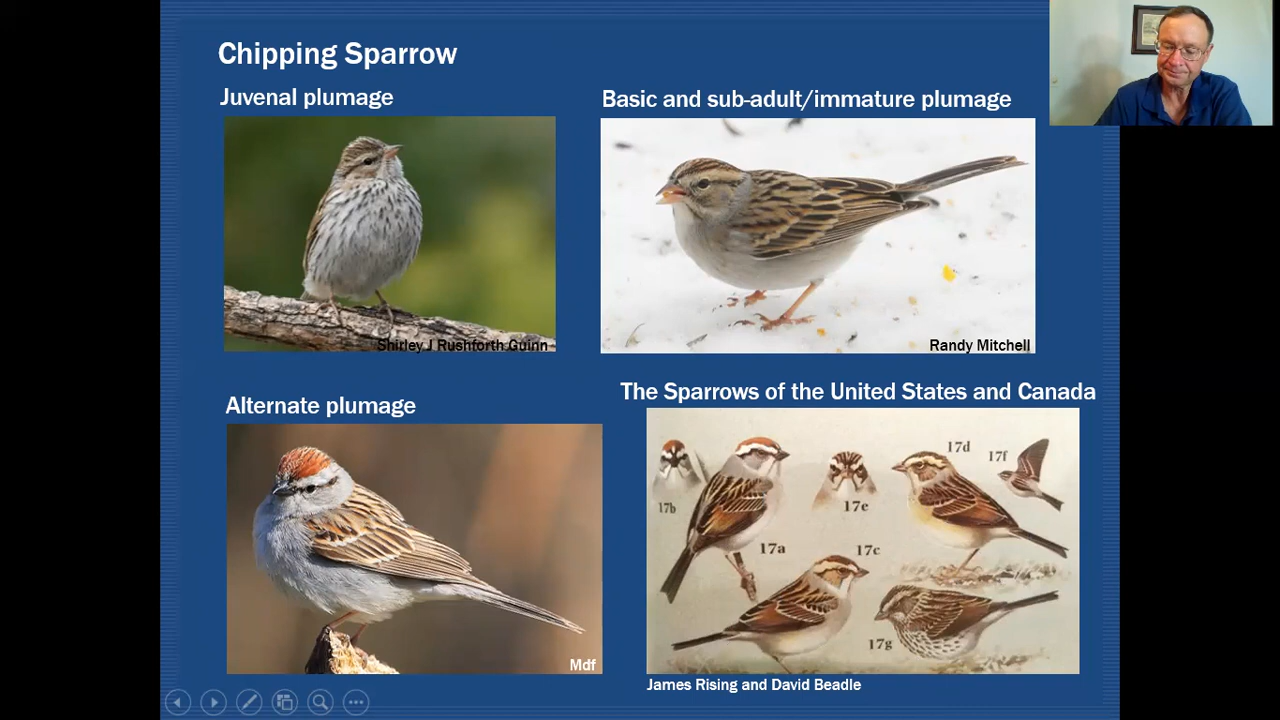 Chipping Sparrow
Juvenal plumage
Basic and sub-adult/immature plumage
Shirley J Rushforth Guinn
Randy Mitchell
Alternate plumage
The Sparrows of the United States and Canada
Mdf
17b
17a
17e
17d
17f
17c
17g
James Rising and David Beadle